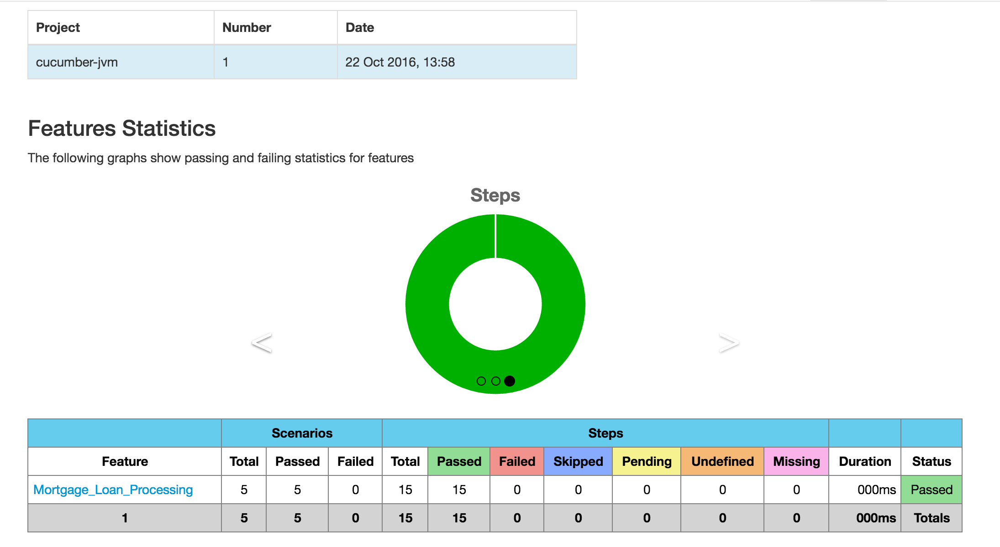 Project Number Date
cucumber-jvm 1 22 Oct 2016, 13:58
Features Statistics
The following graphs show passing and failing statistics for features
Steps
< >
Scenarios Steps
Feature Total Passed Failed Total Passed Failed Skipped Pending Undefined Missing Duration Status
Mortgage_Loan_Processing 5 5 0 15 15 0 0 0 0 0 000ms Passed
1 5 5 0 15 15 0 0 0 0 0 000ms Totals